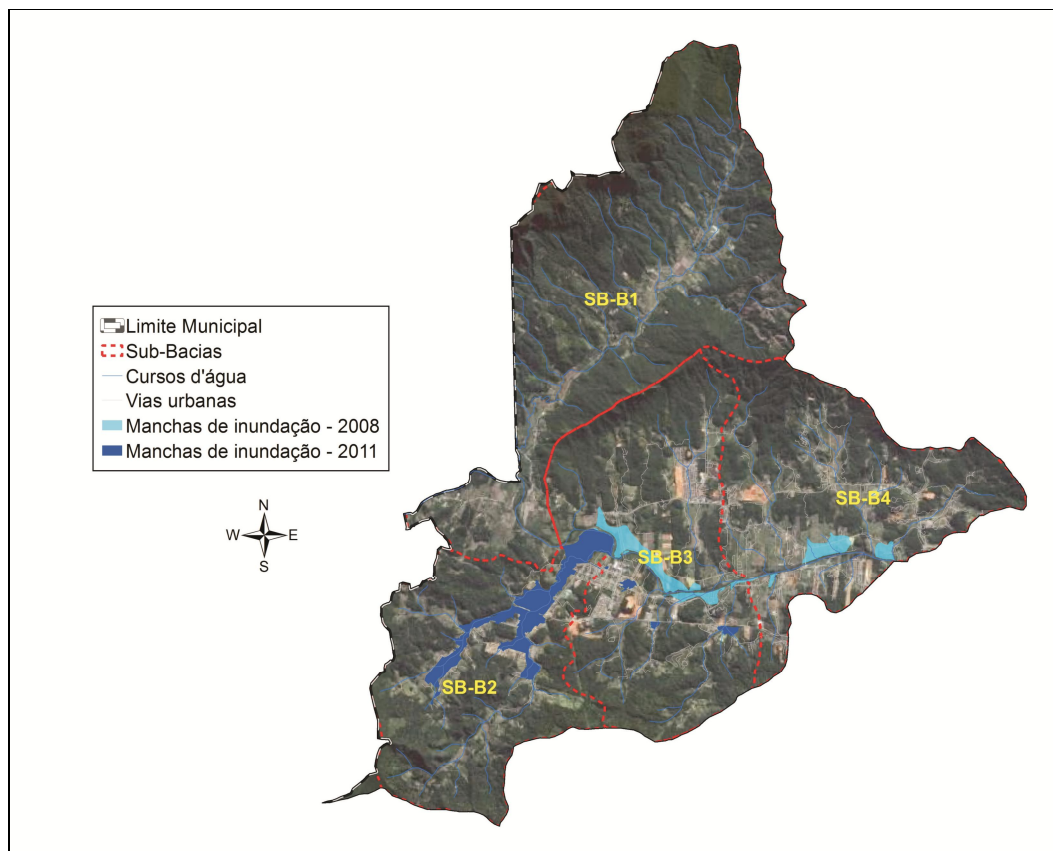 SB-B1
Limite Municipal
Sub-Bacias
Cursos d'água
Vias urbanas
Manchas de inundação - 2008
Manchas de inundação - 2011
SB-B4
N
W E
S
SB-B3
SB-B2